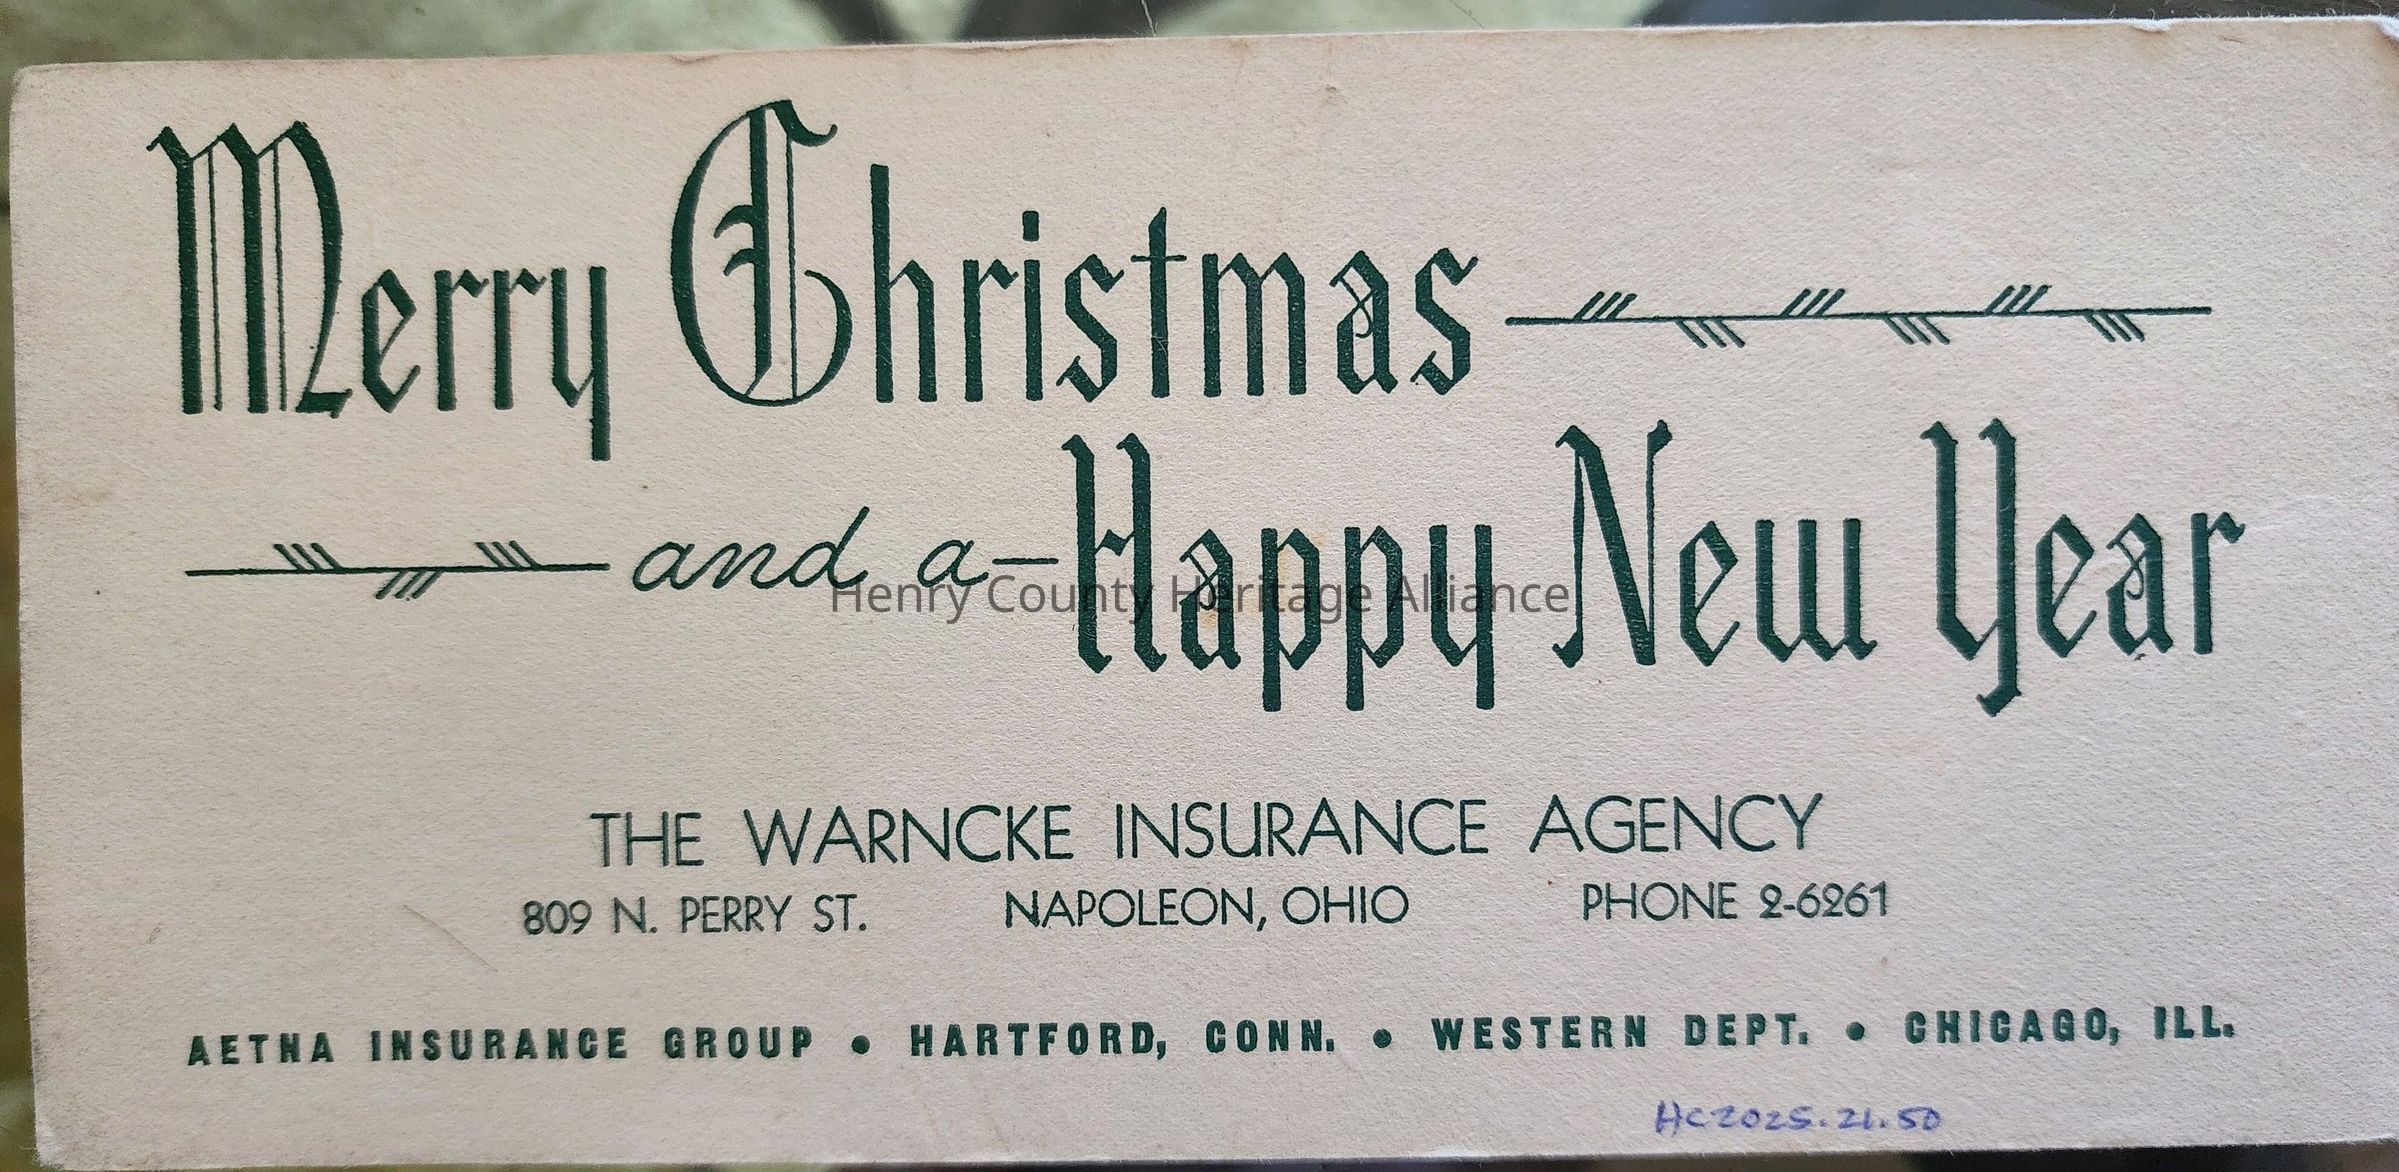 Merry Christmas
and a Happy New Year
Henry County Heritage Alliance
THE WARNCKE INSURANCE AGENCY
809 N. PERRY ST. NAPOLEON, OHIO PHONE 2-6261
AETNA INSURANCE GROUP • HARTFORD, CONN. • WESTERN DEPT. • CHICAGO, ILL.
HC2025.21.50